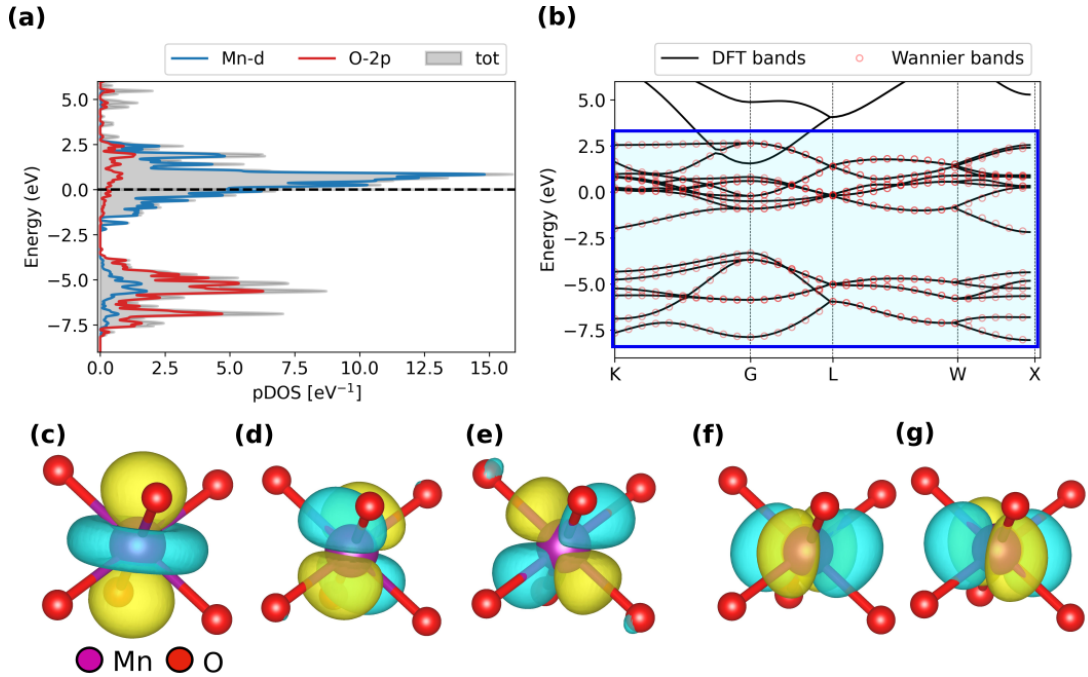 (a)
Mn-d O-2p tot
Energy (eV)
5.0
2.5
0.0
−2.5
−5.0
−7.5
0.0 2.5 5.0 7.5 10.0 12.5 15.0
pDOS [eV⁻¹]
(b)
DFT bands Wannier bands
Energy (eV)
5.0
2.5
0.0
−2.5
−5.0
−7.5
K G L W X
(c) (d) (e) (f) (g)
Mn O